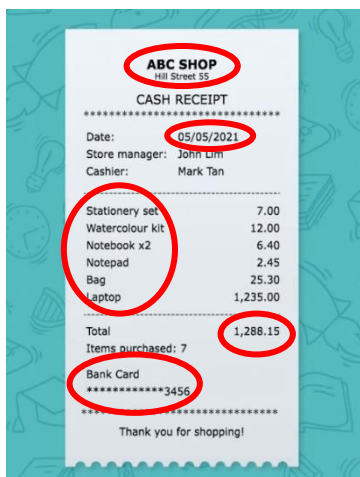 ABC SHOP
Hill Street 55
CASH RECEIPT
********************************
Date: 05/05/2021
Store manager: John Lim
Cashier: Mark Tan
--------------------------------
Stationery set 7.00
Watercolour kit 12.00
Notebook x2 6.40
Notepad 2.45
Bag 25.30
Laptop 1,235.00
--------------------------------
Total 1,288.15
Items purchased: 7
Bank Card
************3456
********************************
Thank you for shopping!